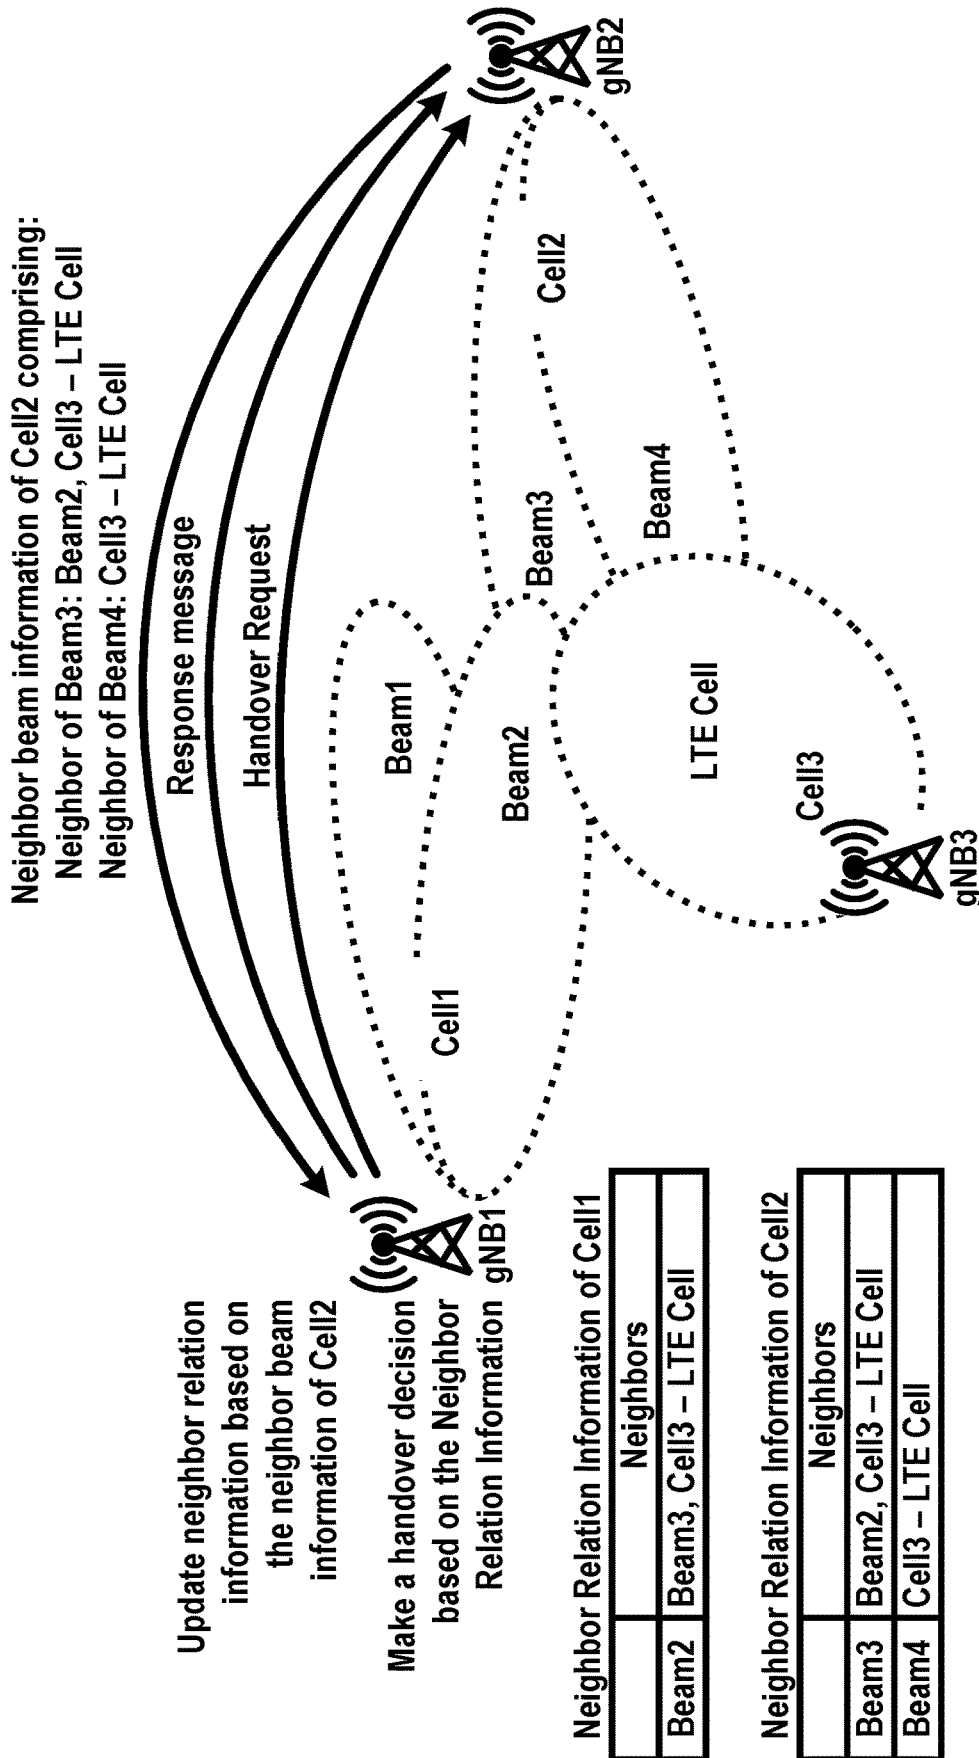 Neighbor beam information of Cell2 comprising:
Neighbor of Beam3: Beam2, Cell3 – LTE Cell
Neighbor of Beam4: Cell3 – LTE Cell
Update neighbor relation
information based on
the neighbor beam
information of Cell2
Response message
Handover Request
Make a handover decision
based on the Neighbor
Relation Information
gNB1
gNB2
Cell1
Beam1
Beam2
Beam3
Cell2
Beam4
LTE Cell
Cell3
gNB3
Neighbor Relation Information of Cell1
Neighbors
Beam2 Beam3, Cell3 – LTE Cell
Neighbor Relation Information of Cell2
Neighbors
Beam3 Beam2, Cell3 – LTE Cell
Beam4 Cell3 – LTE Cell